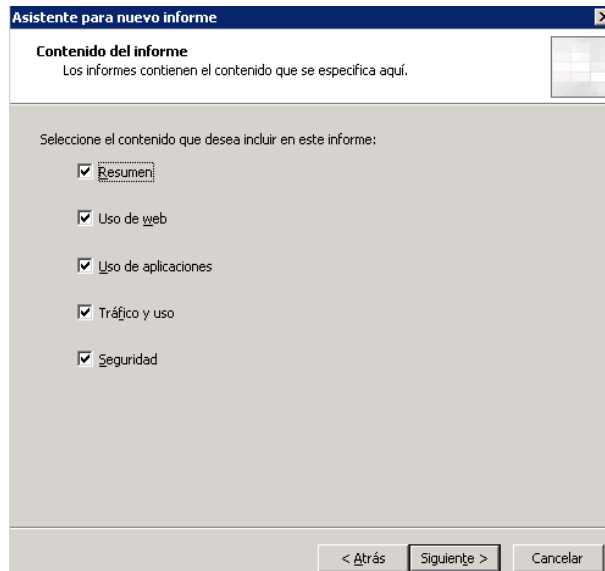 Asistente para nuevo informe
Contenido del informe
Los informes contienen el contenido que se especifica aquí.
Seleccione el contenido que desea incluir en este informe:
Resumen
Uso de web
Uso de aplicaciones
Tráfico y uso
Seguridad
< Atrás
Siguiente >
Cancelar